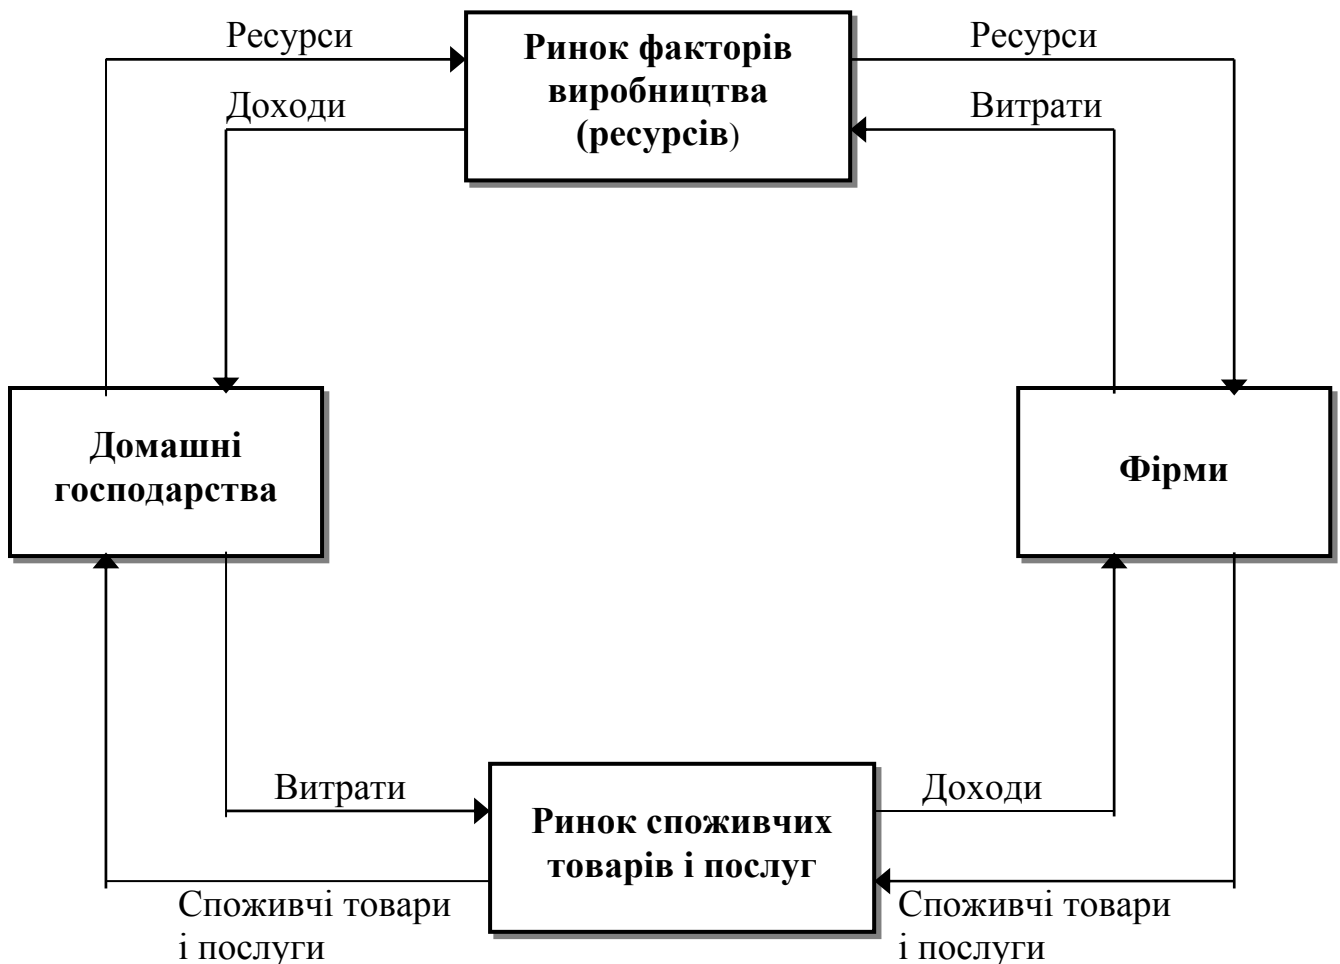 Ресурси
Ринок факторів
виробництва
(ресурсів)
Ресурси
Доходи
Витрати
Домашні
господарства
Фірми
Витрати
Ринок споживчих
товарів і послуг
Доходи
Споживчі товари
і послуги
Споживчі товари
і послуги